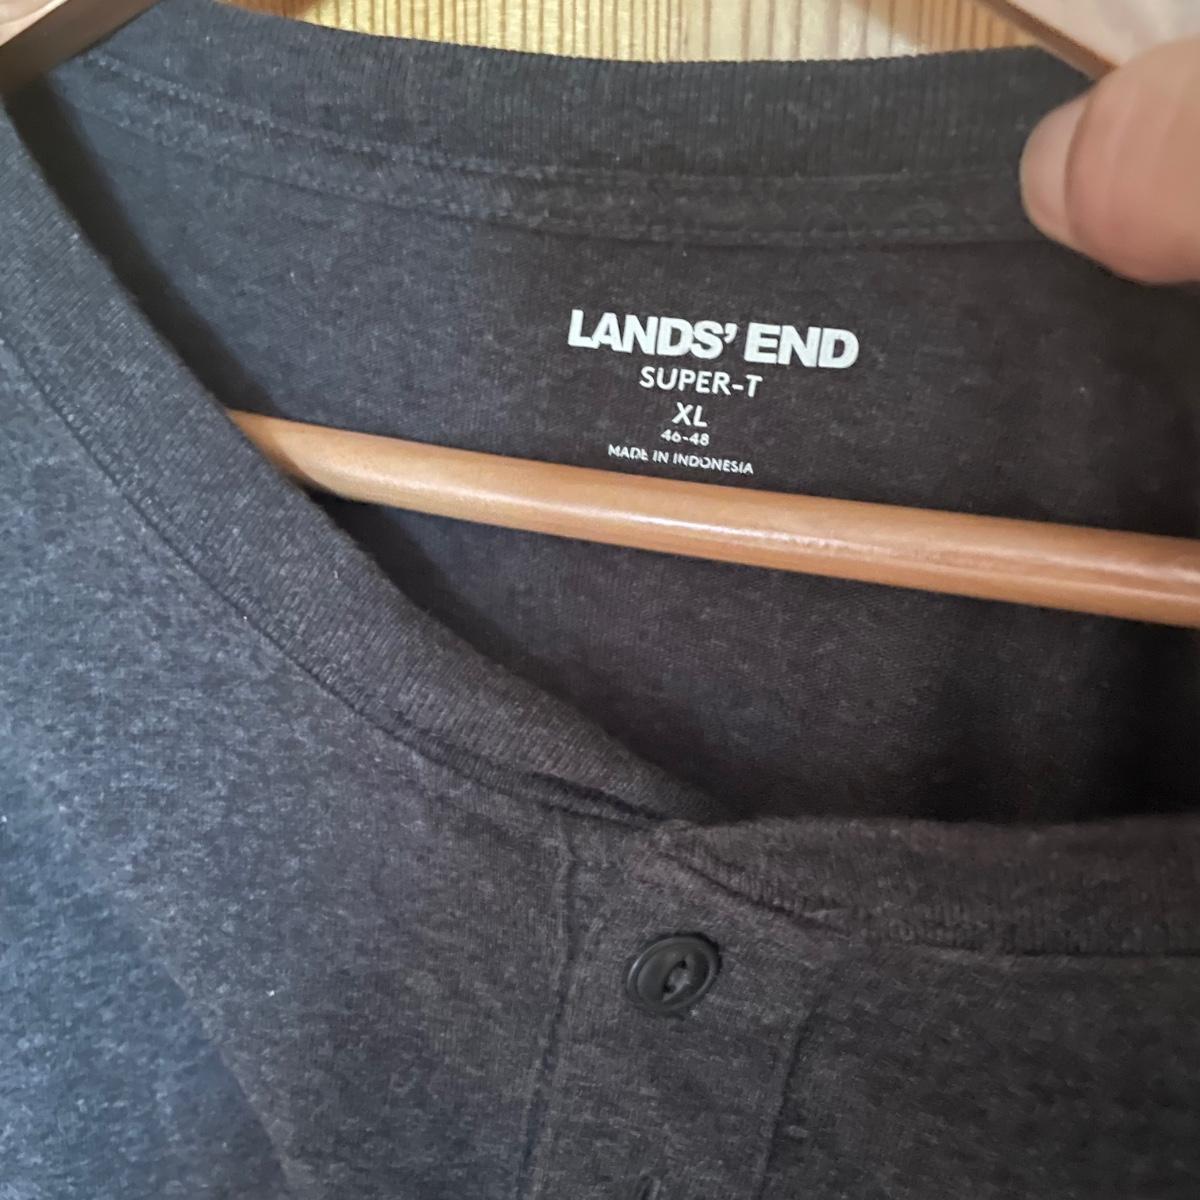 LANDS' END
SUPER-T
XL
46-48
MADE IN INDONESIA